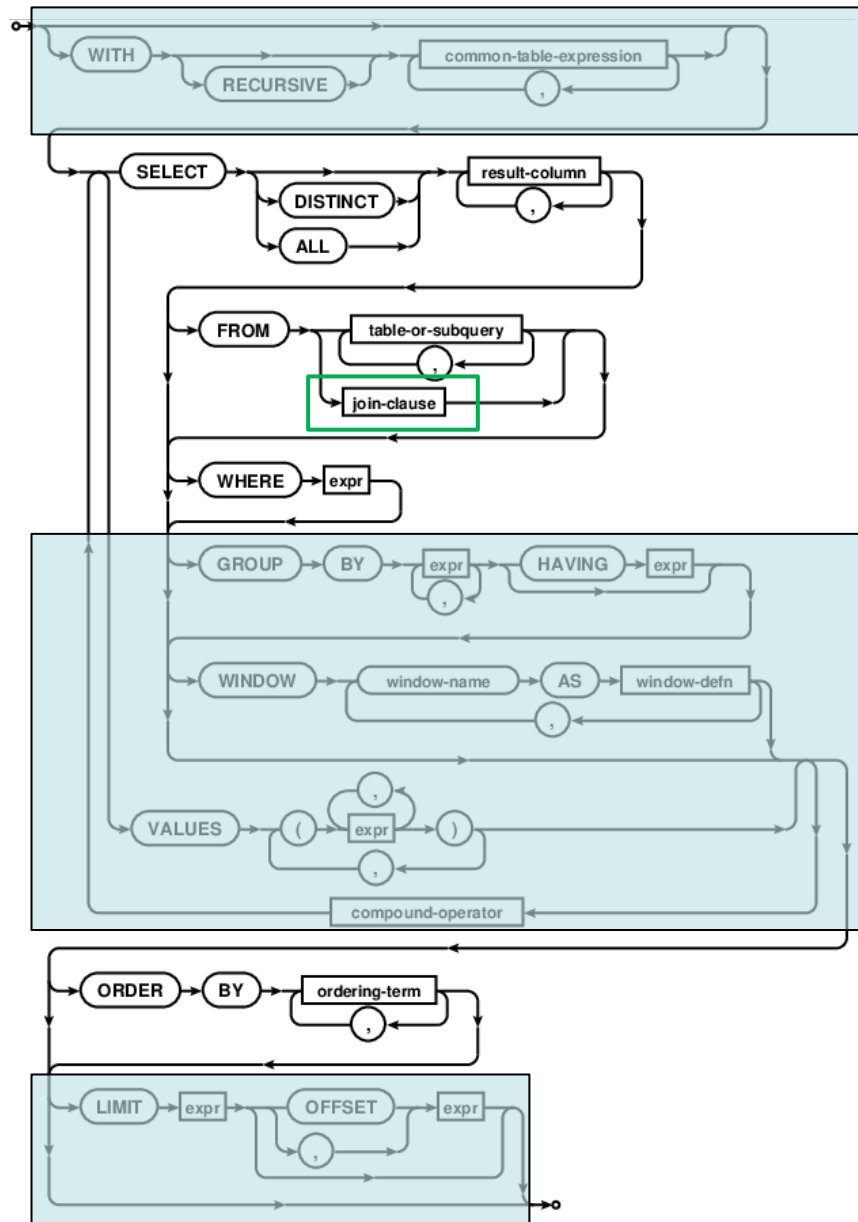 WITH
RECURSIVE
common-table-expression
,
SELECT
DISTINCT
ALL
result-column
,
FROM
table-or-subquery
,
join-clause
WHERE expr
GROUP BY expr HAVING expr
,
WINDOW window-name AS window-defn
,
,
VALUES ( expr )
,
compound-operator
ORDER BY ordering-term
,
LIMIT expr OFFSET expr
,